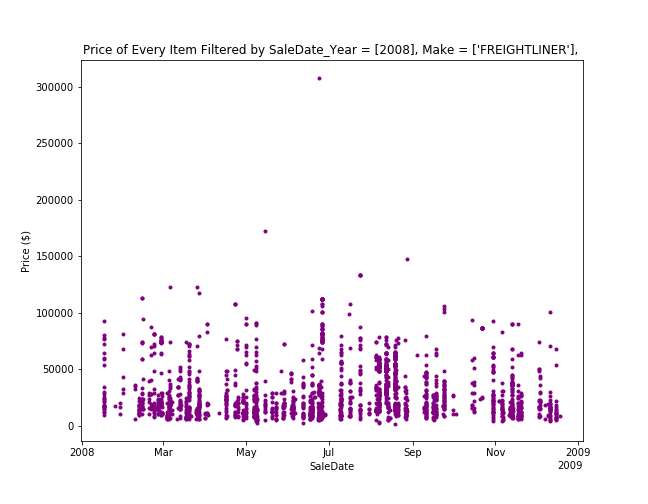 Price of Every Item Filtered by SaleDate_Year = [2008], Make = ['FREIGHTLINER'],
300000
250000
200000
150000
100000
50000
0
Price ($)
2008 Mar May Jul Sep Nov 2009
SaleDate
2009